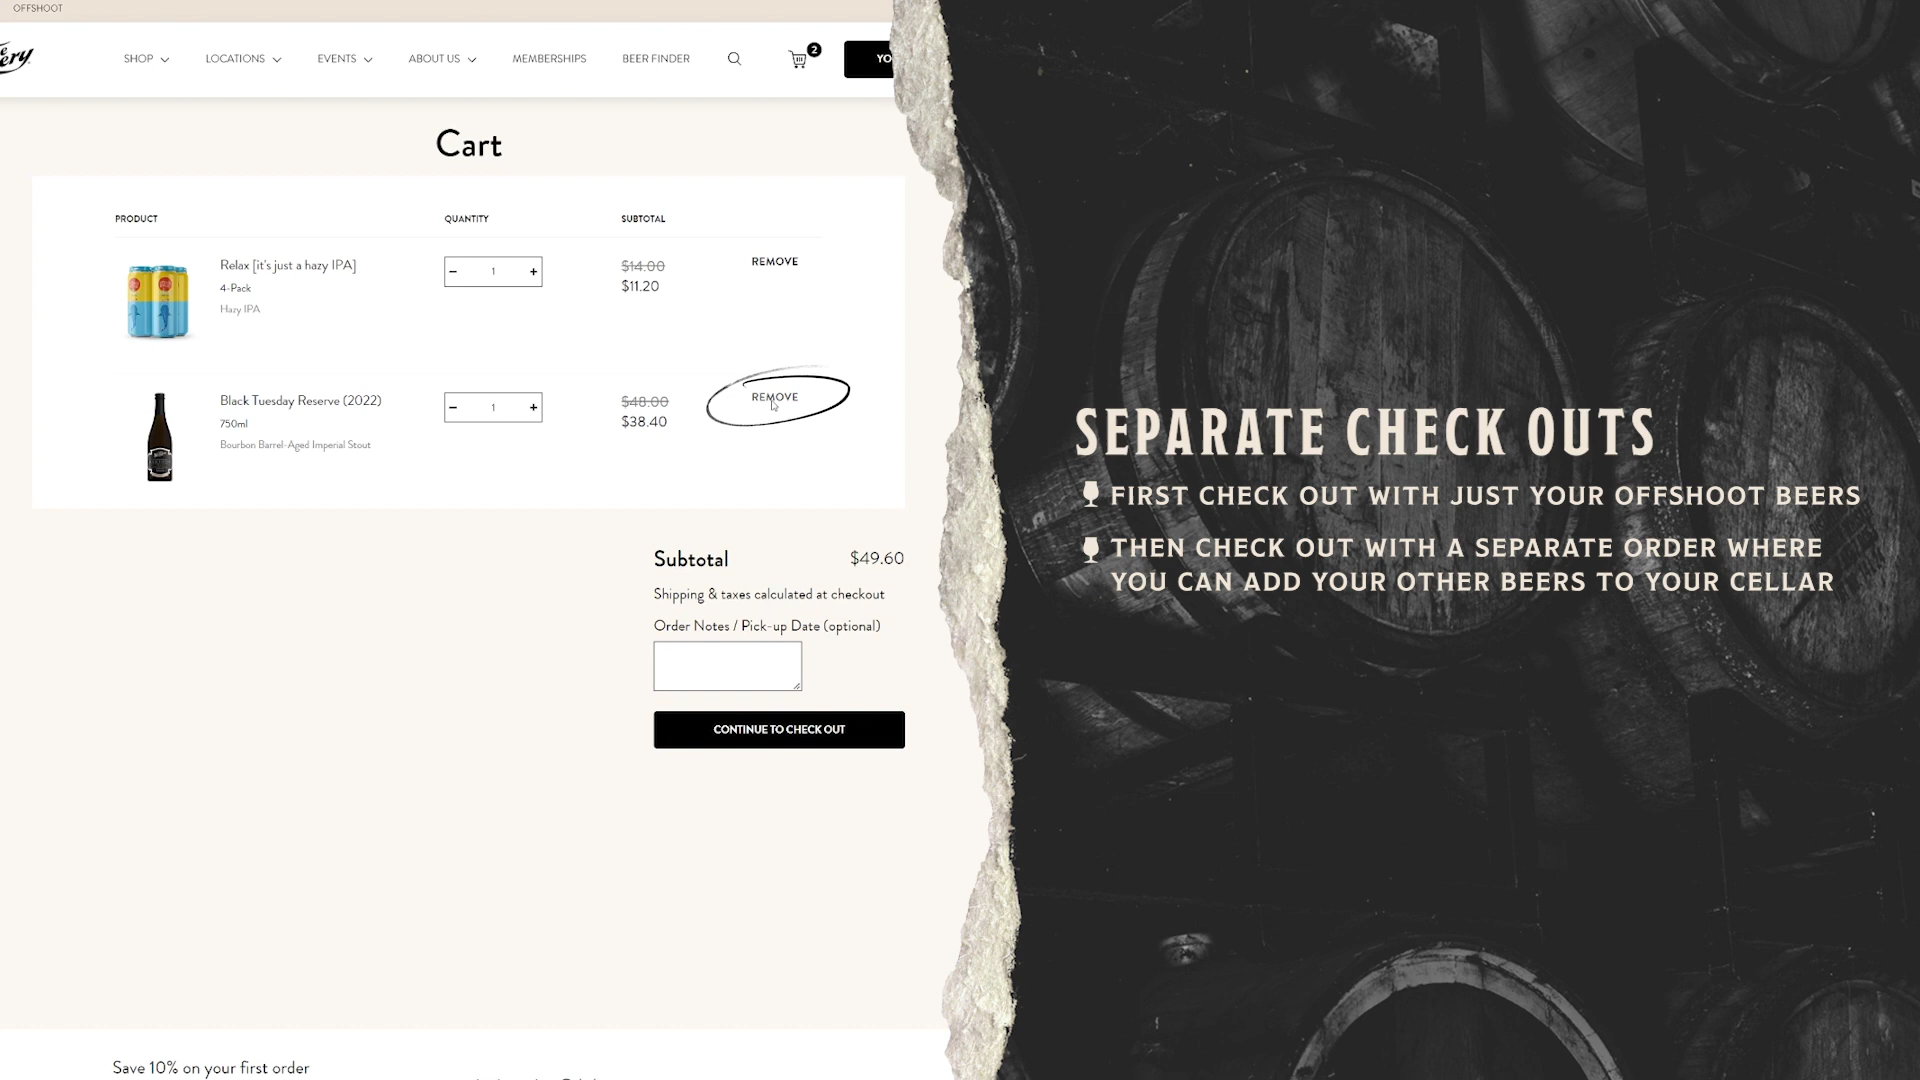 OFFSHOOT
SHOP
LOCATIONS
EVENTS
ABOUT US
MEMBERSHIPS
BEER FINDER
2
Cart
PRODUCT
QUANTITY
SUBTOTAL
Relax [it's just a hazy IPA]
4-Pack
Hazy IPA
− 1 +
$14.00
$11.20
REMOVE
Black Tuesday Reserve (2022)
750ml
Bourbon Barrel-Aged Imperial Stout
− 1 +
$48.00
$38.40
REMOVE
Subtotal $49.60
Shipping & taxes calculated at checkout
Order Notes / Pick-up Date (optional)
CONTINUE TO CHECK OUT
Save 10% on your first order
SEPARATE CHECK OUTS
FIRST CHECK OUT WITH JUST YOUR OFFSHOOT BEERS
THEN CHECK OUT WITH A SEPARATE ORDER WHERE
YOU CAN ADD YOUR OTHER BEERS TO YOUR CELLAR